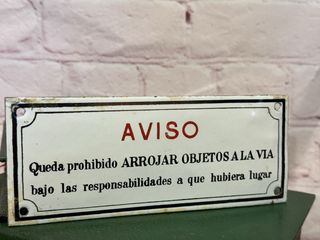 AVISO
Queda prohibido ARROJAR OBJETOS A LA VIA
bajo las responsabilidades a que hubiera lugar